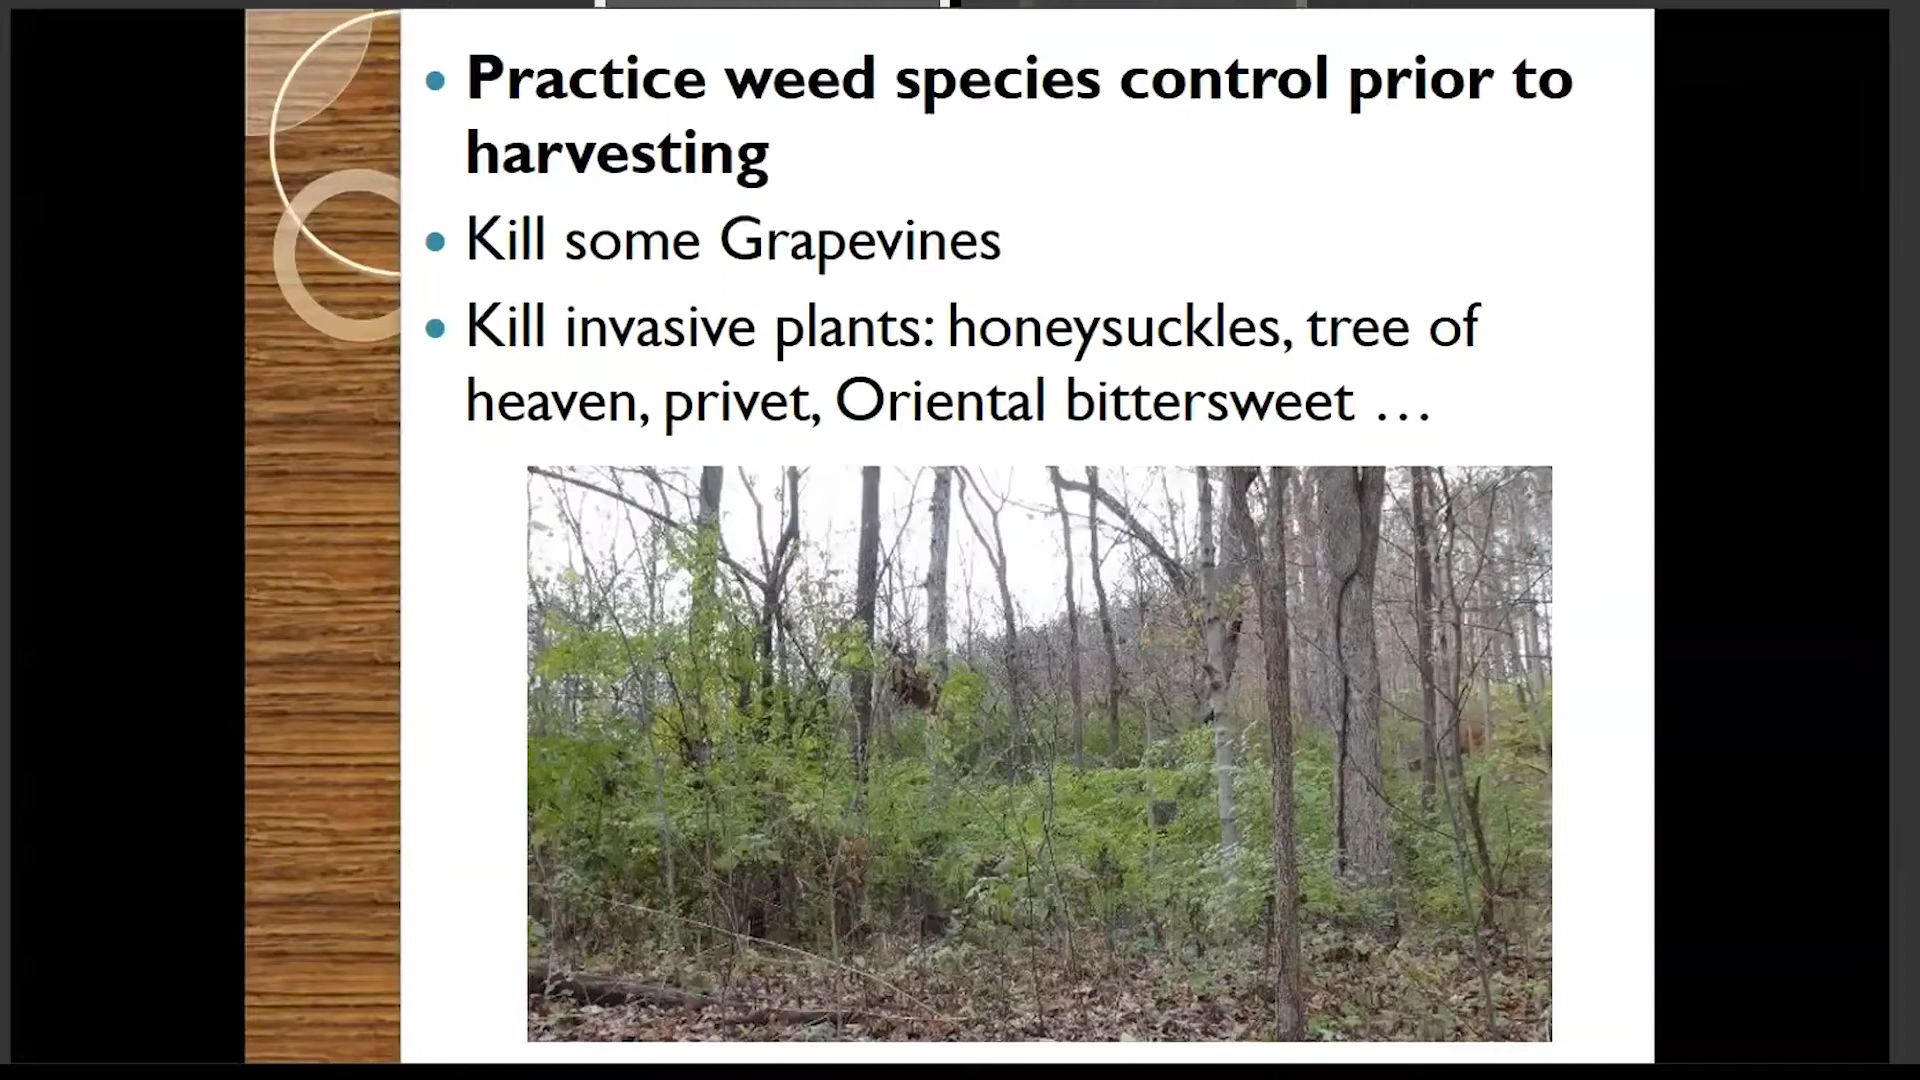 • Practice weed species control prior to
harvesting
• Kill some Grapevines
• Kill invasive plants: honeysuckles, tree of
heaven, privet, Oriental bittersweet …